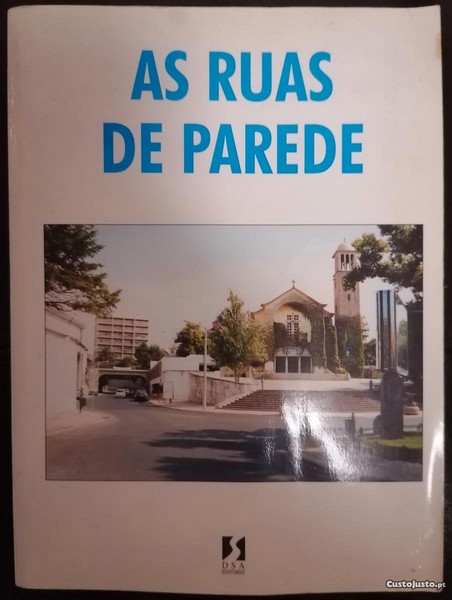 AS RUAS
DE PAREDE
DSA
EDITORES
CustoJusto.pt